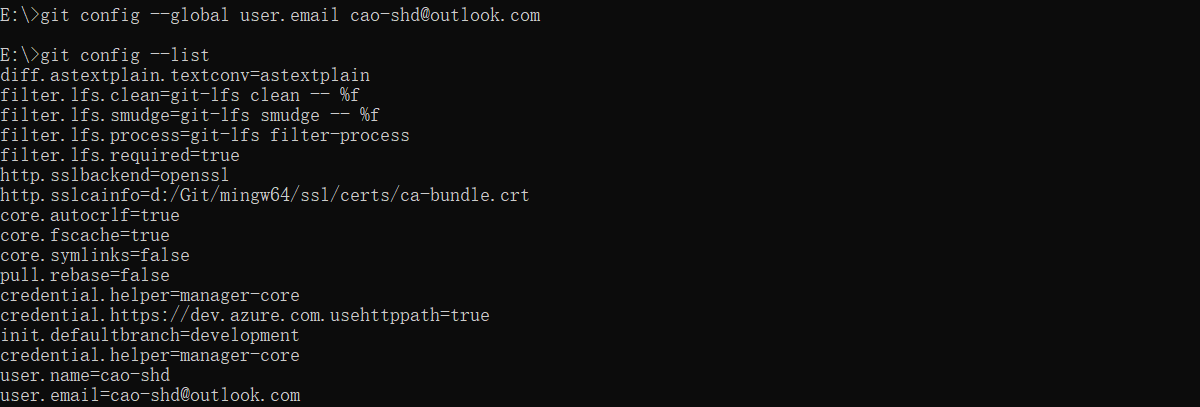 E:\>git config --global user.email cao-shd@outlook.com
E:\>git config --list
diff.astextplain.textconv=astextplain
filter.lfs.clean=git-lfs clean -- %f
filter.lfs.smudge=git-lfs smudge -- %f
filter.lfs.process=git-lfs filter-process
filter.lfs.required=true
http.sslbackend=openssl
http.sslcainfo=d:/Git/mingw64/ssl/certs/ca-bundle.crt
core.autocrlf=true
core.fscache=true
core.symlinks=false
pull.rebase=false
credential.helper=manager-core
credential.https://dev.azure.com.usehttppath=true
init.defaultbranch=development
credential.helper=manager-core
user.name=cao-shd
user.email=cao-shd@outlook.com